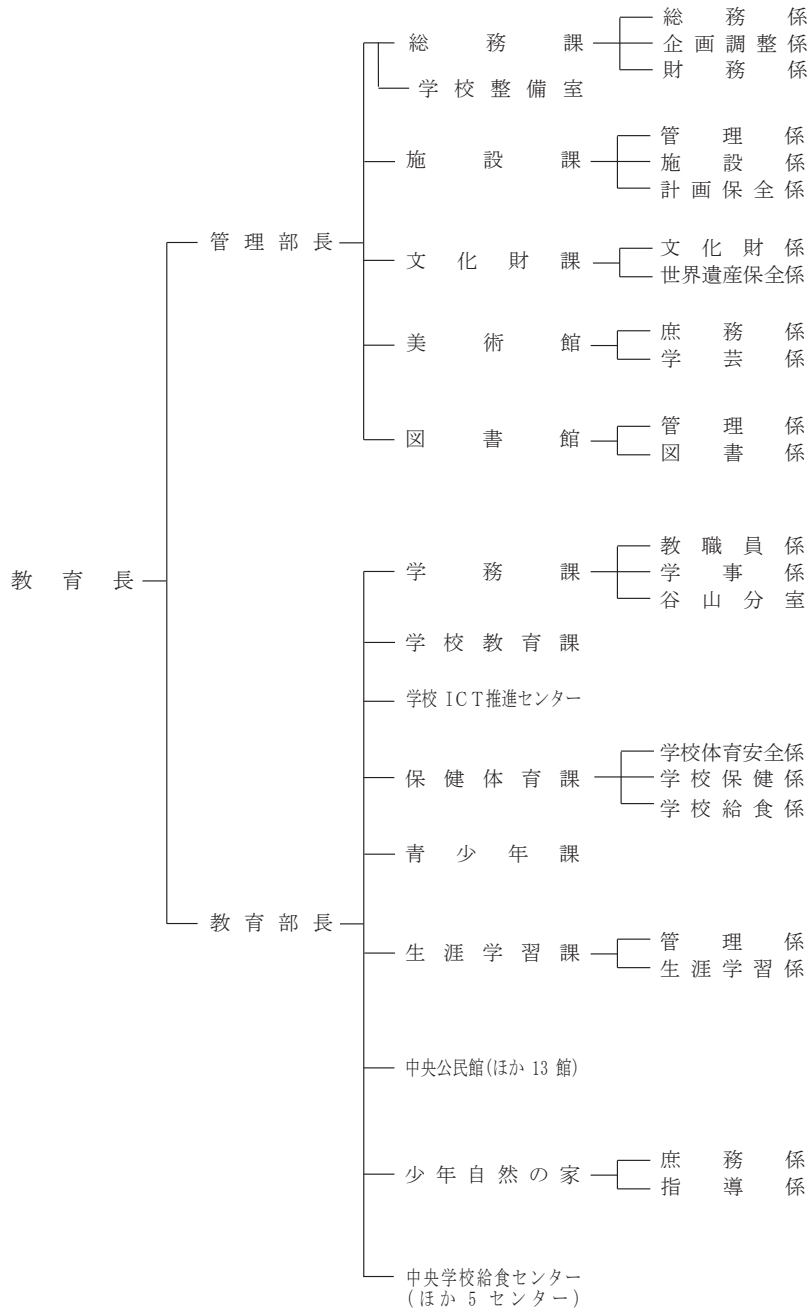 総務課
総務係
企画調整係
財務係
学校整備室
施設課
管理係
施設係
計画保全係
管理部長
文化財課
文化財係
世界遺産保全係
美術館
庶務係
学芸係
図書館
管理係
図書係
教育長
学務課
教職員係
学事係
谷山分室
学校教育課
学校 ICT推進センター
保健体育課
学校体育安全係
学校保健係
学校給食係
青少年課
教育部長
生涯学習課
管理係
生涯学習係
中央公民館(ほか 13 館)
少年自然の家
庶務係
指導係
中央学校給食センター
(ほか 5 センター)